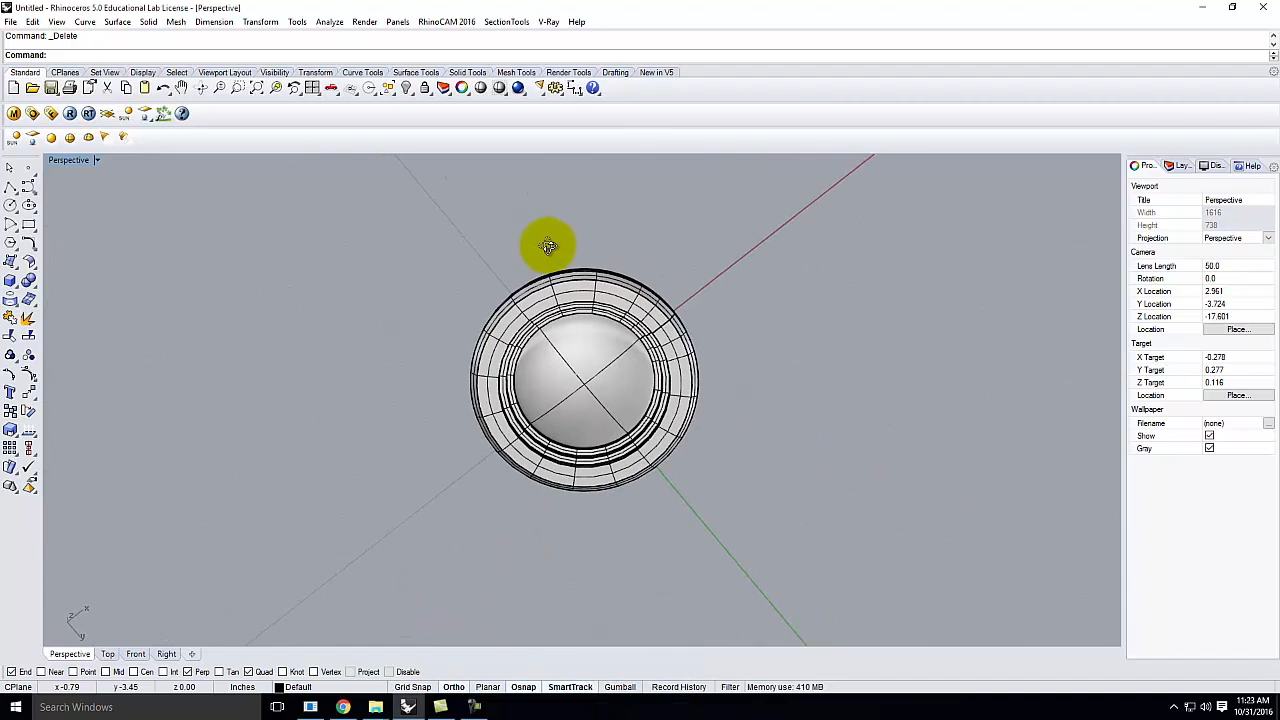 Untitled - Rhinoceros 5.0 Educational Lab License - [Perspective]
File Edit View Curve Surface Solid Mesh Dimension Transform Tools Analyze Render Panels RhinoCAM 2016 SectionTools V-Ray Help
Command: _Delete
Command:
Standard CPlanes Set View Display Select Viewport Layout Visibility Transform Curve Tools Surface Tools Solid Tools Mesh Tools Render Tools Drafting New in V5
M O R RT SUN
SUN
Perspective
Pro... Lay... Dis... Help
Viewport
Title Perspective
Width 1616
Height 738
Projection Perspective
Camera
Lens Length 50.0
Rotation 0.0
X Location 2.961
Y Location -3.724
Z Location -17.601
Location Place...
Target
X Target -0.278
Y Target 0.277
Z Target 0.116
Location Place...
Wallpaper
Filename (none) ...
Show
Gray
z x
y
Perspective Top Front Right
End Near Point Mid Cen Int Perp Tan Quad Knot Vertex Project Disable
CPlane x -0.79 y -3.45 z 0.00 Inches Default Grid Snap Ortho Planar Osnap SmartTrack Gumball Record History Filter Memory use: 410 MB
Search Windows
11:23 AM
10/31/2016